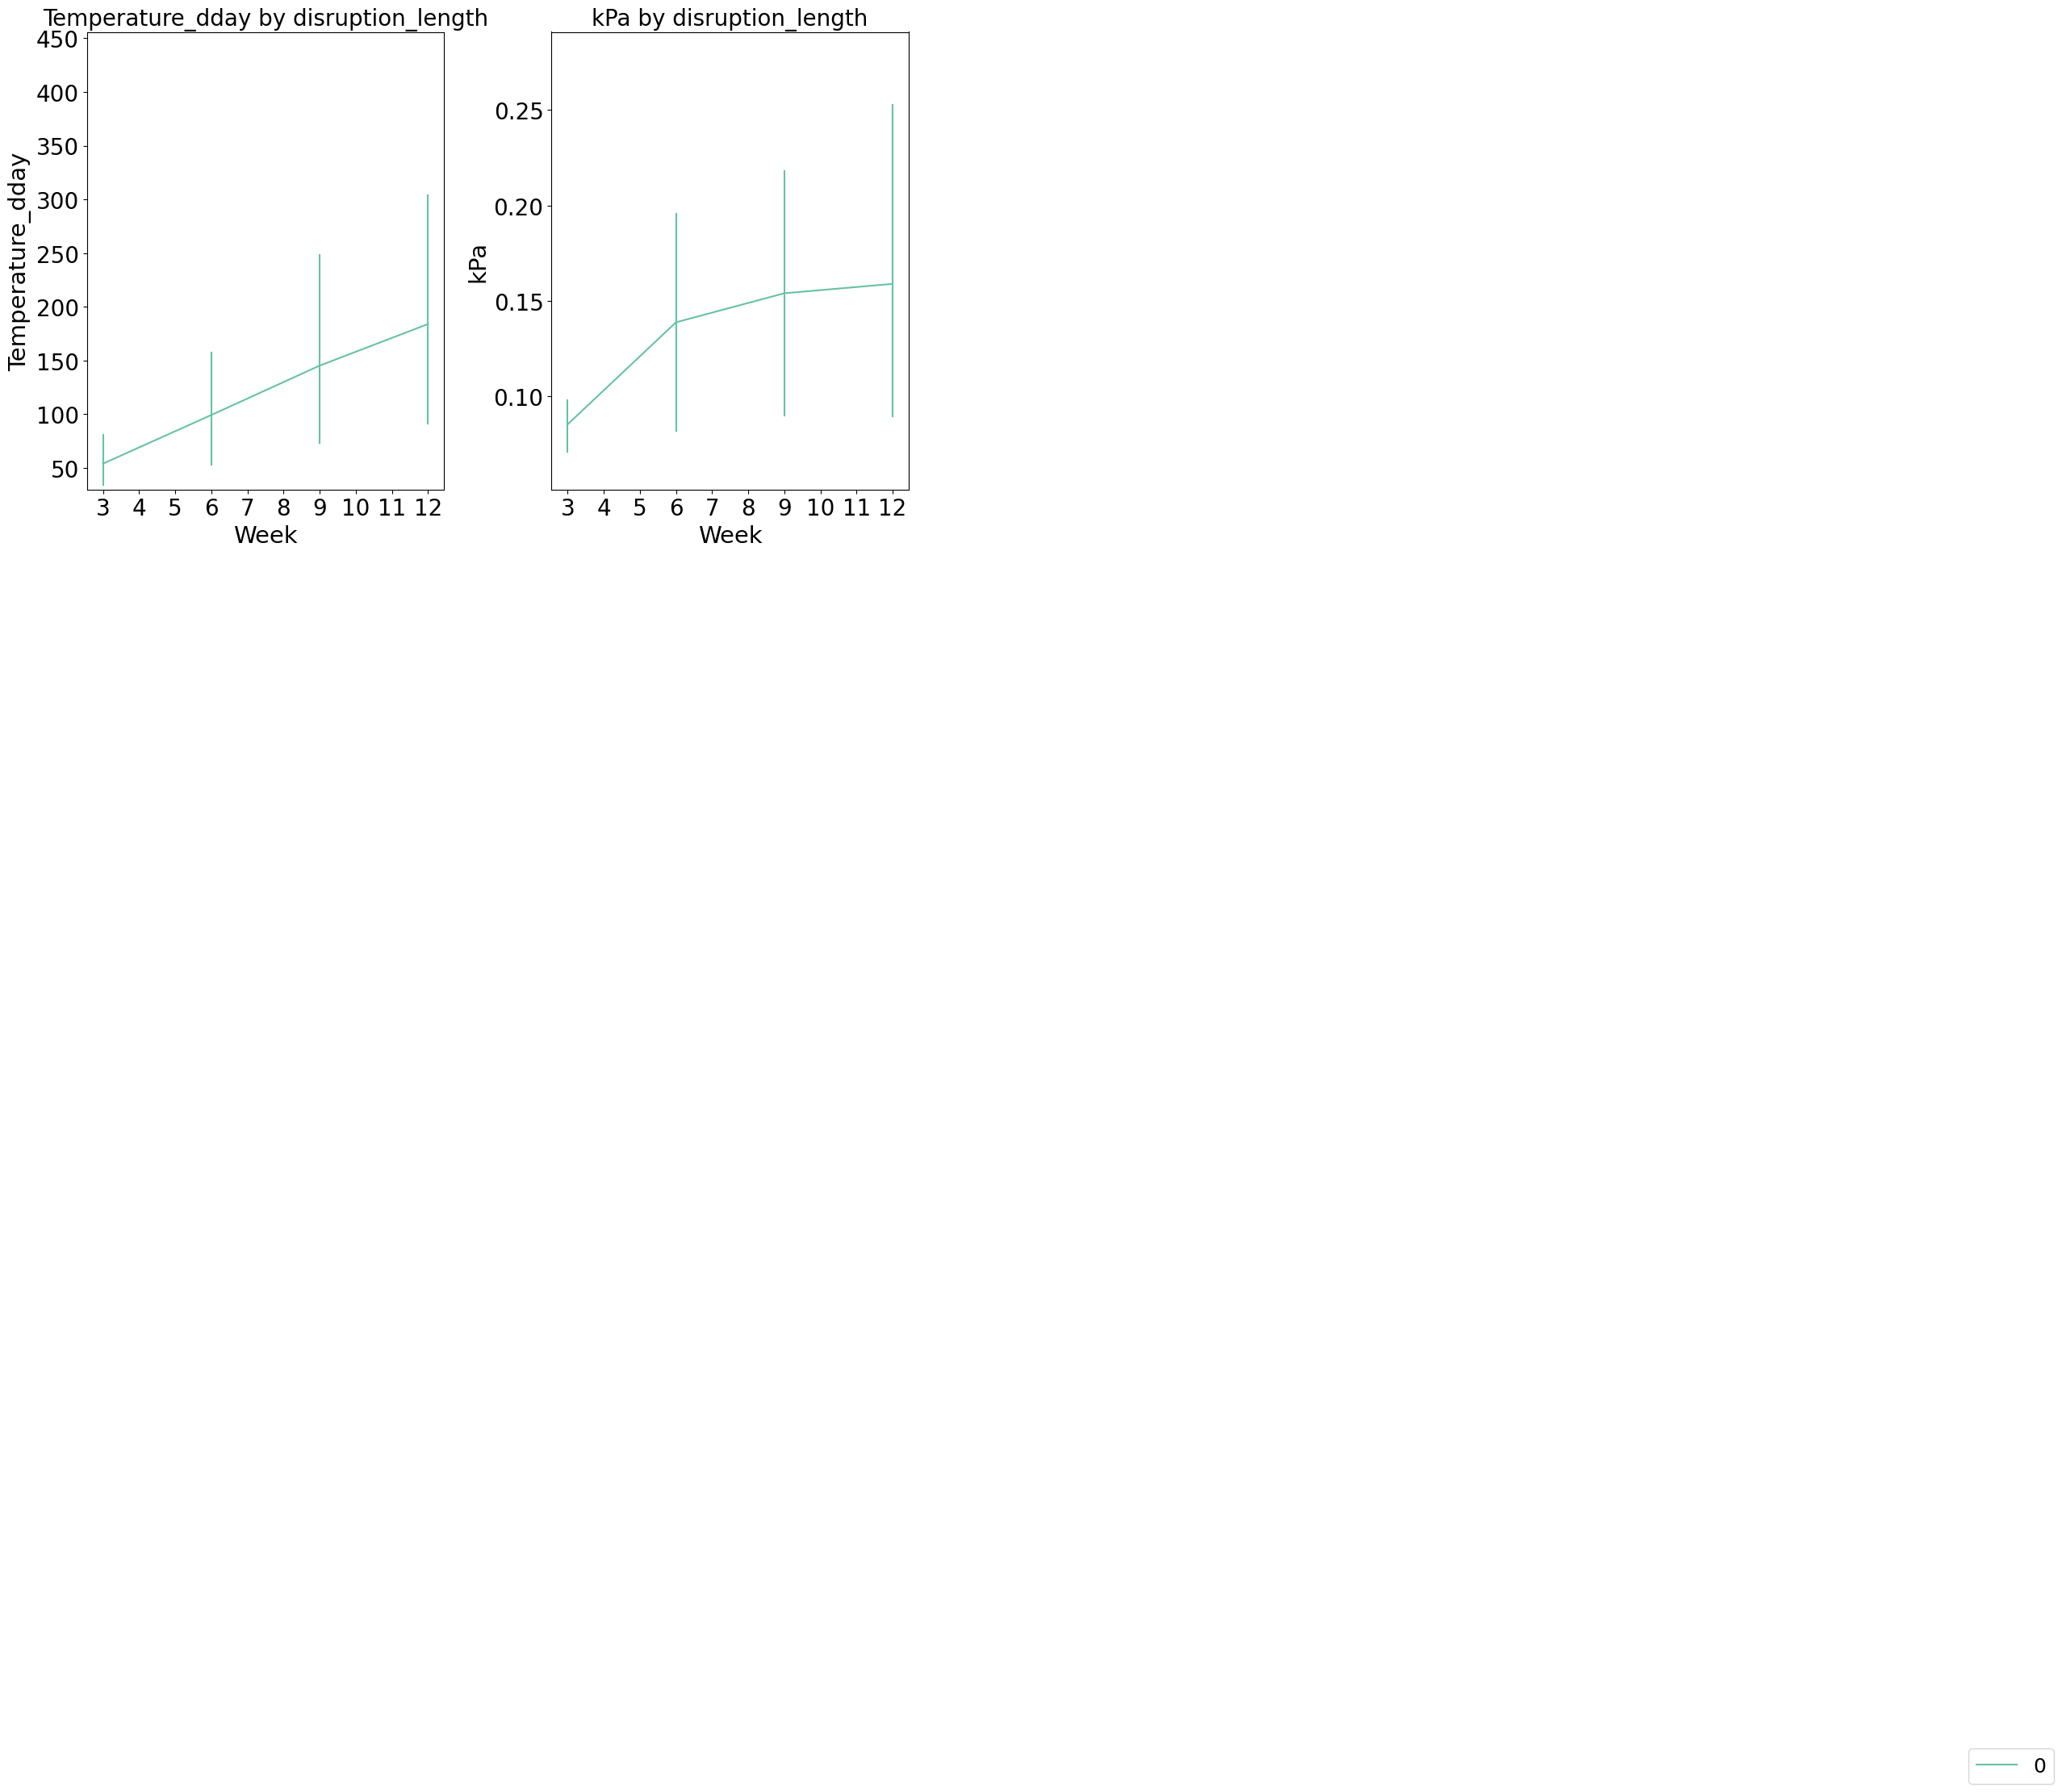 Temperature_dday by disruption_length
450
400
350
300
250
200
150
100
50
Temperature_dday
3 4 5 6 7 8 9 10 11 12
Week
kPa by disruption_length
0.25
0.20
0.15
0.10
kPa
3 4 5 6 7 8 9 10 11 12
Week
0